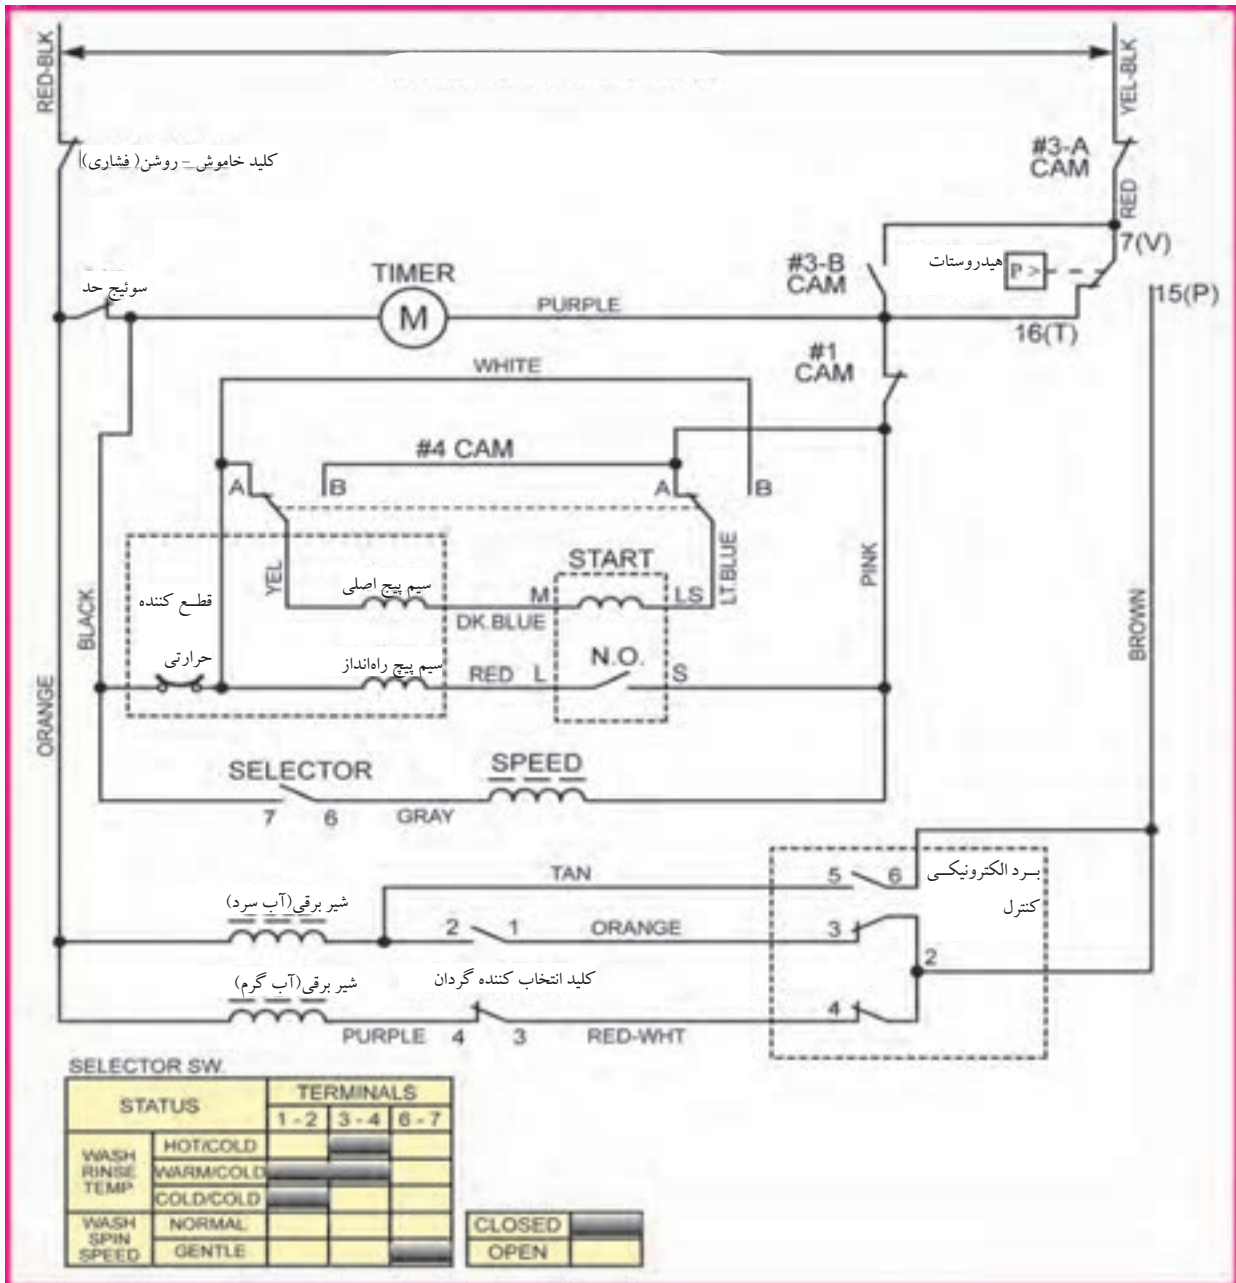 RED-BLK
YEL-BLK
کلید خاموش – روشن( فشاری)
#3-A
CAM
RED
7(V)
هیدروستات
P >
15(P)
16(T)
#3-B
CAM
سوئیچ حد
TIMER
M
PURPLE
#1
CAM
WHITE
#4 CAM
A
B
A
B
YEL
LT.BLUE
PINK
BLACK
ORANGE
BROWN
قطع کننده
حرارتی
سیم پیچ اصلی
DK.BLUE
START
M
LS
سیم پیچ راه‌انداز
RED
L
N.O.
S
SELECTOR
7
6
GRAY
SPEED
TAN
5
6
برد الکترونیکی
کنترل
شیر برقی(آب سرد)
2
1
ORANGE
3
2
شیر برقی(آب گرم)
کلید انتخاب کننده گردان
PURPLE
4
3
RED-WHT
4
SELECTOR SW.
STATUS
TERMINALS
1 - 2
3 - 4
6 - 7
WASH
RINSE
TEMP
HOT/COLD
WARM/COLD
COLD/COLD
WASH
SPIN
SPEED
NORMAL
GENTLE
CLOSED
OPEN